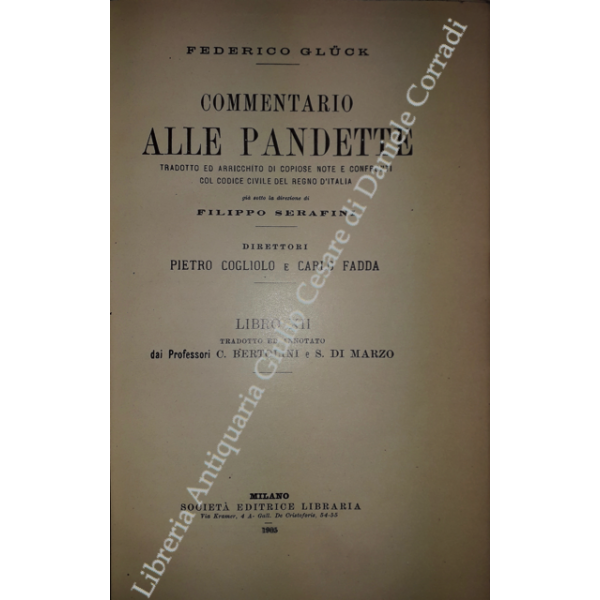 FEDERICO GLÜCK
COMMENTARIO
ALLE PANDETTE
TRADOTTO ED ARRICCHITO DI COPIOSE NOTE E CONFRONTI
COL CODICE CIVILE DEL REGNO D'ITALIA
già sotto la direzione di
FILIPPO SERAFINI
DIRETTORI
PIETRO COGLIOLO E CARLO FADDA
LIBRO
TRADOTTO ED ANNOTATO
dai Professori C. BERTOLINI e S. DI MARZO
MILANO
SOCIETÀ EDITRICE LIBRARIA
Via Kramer, 4 A- Gall. De Cristoforis, 54-55
Libreria Antiquaria Giulio Cesare di Daniele Corradi